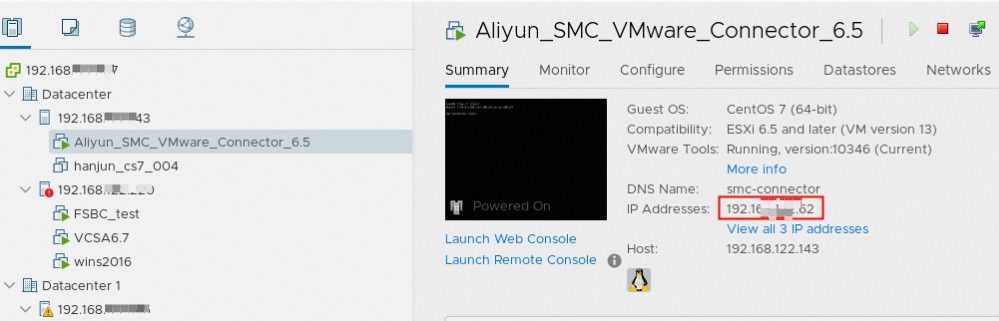 192.168.
Datacenter
192.168. 43
Aliyun_SMC_VMware_Connector_6.5
hanjun_cs7_004
192.168.
FSBC_test
VCSA6.7
wins2016
Datacenter 1
192.168.
Aliyun_SMC_VMware_Connector_6.5
Summary Monitor Configure Permissions Datastores Networks
Powered On
Launch Web Console
Launch Remote Console
Guest OS: CentOS 7 (64-bit)
Compatibility: ESXi 6.5 and later (VM version 13)
VMware Tools: Running, version:10346 (Current)
More info
DNS Name: smc-connector
IP Addresses: 192.16 .62
View all 3 IP addresses
Host: 192.168.122.143